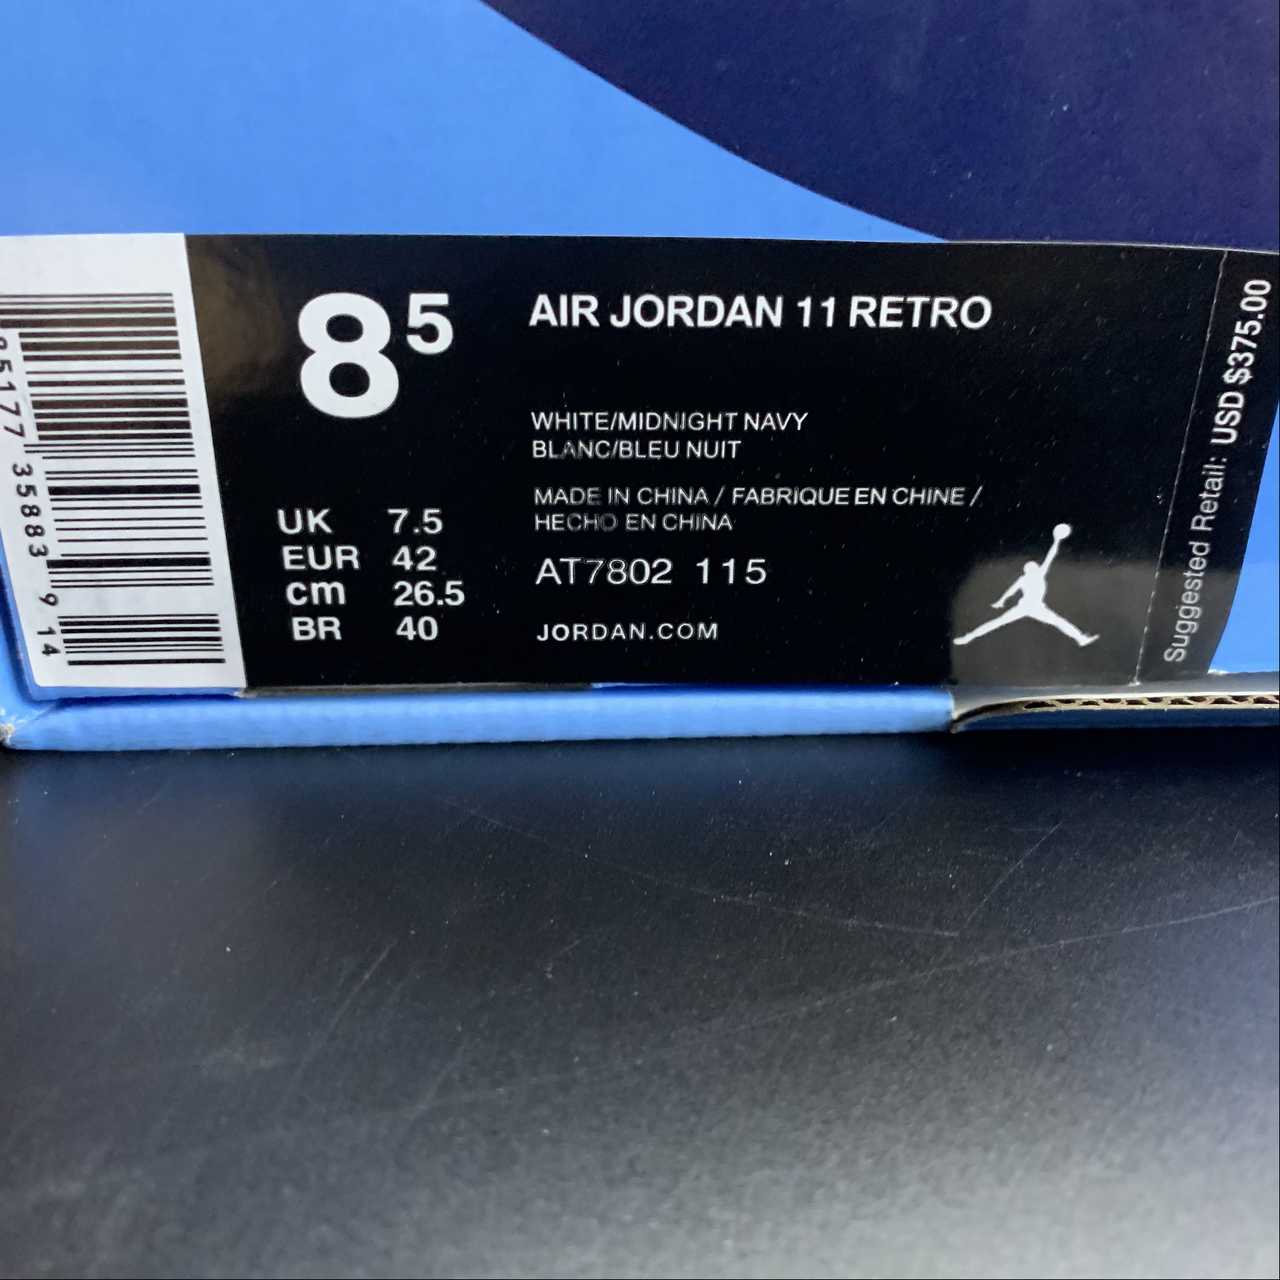 8 5
AIR JORDAN 11 RETRO
WHITE/MIDNIGHT NAVY
BLANC/BLEU NUIT
MADE IN CHINA / FABRIQUE EN CHINE /
HECHO EN CHINA
UK 7.5
EUR 42
cm 26.5
BR 40
AT7802 115
JORDAN.COM
Suggested Retail: USD $375.00
85177 35883 9 14